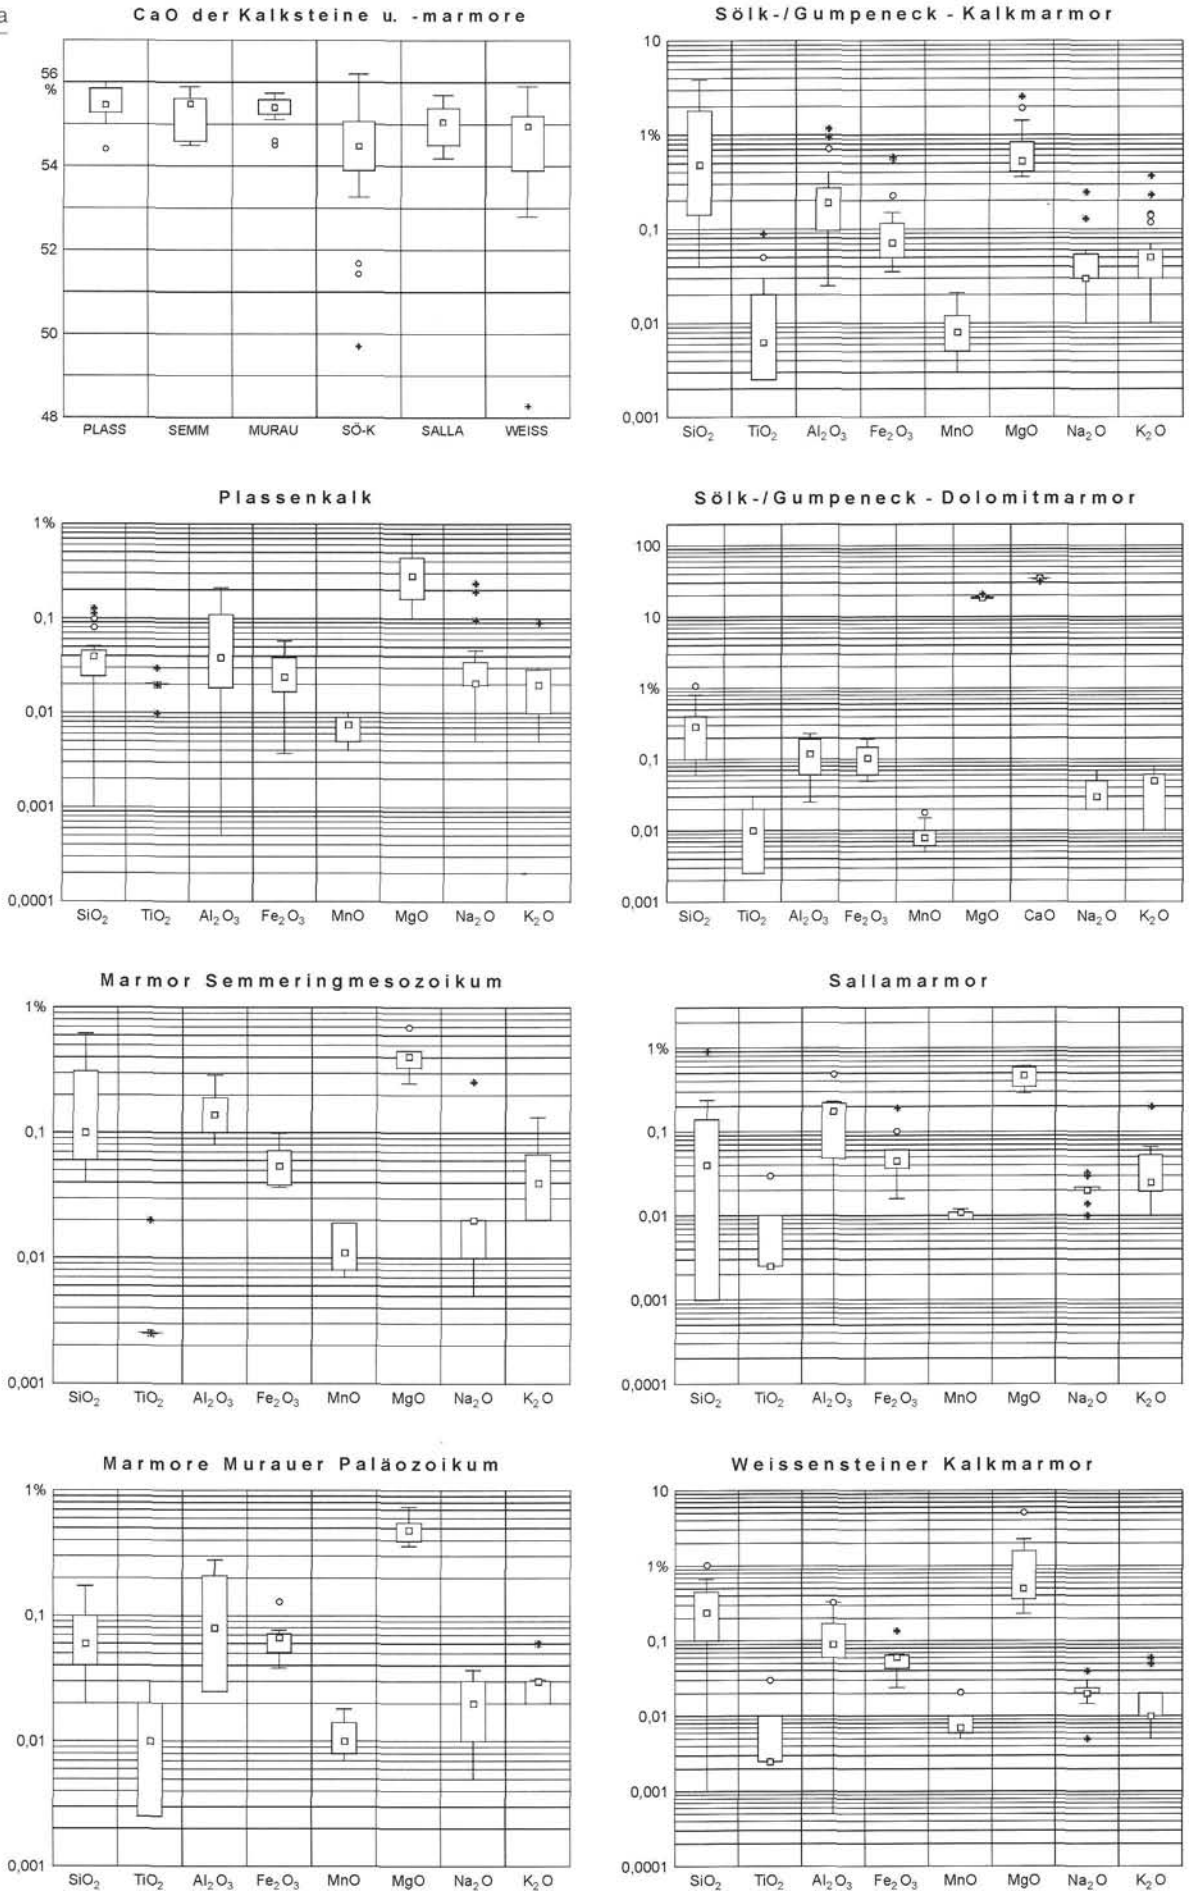 a
CaO der Kalksteine u. -marmore
56
%
54
52
50
48
PLASS SEMM MURAU SÖ-K SALLA WEISS
Sölk-/Gumpeneck - Kalkmarmor
10
1%
0,1
0,01
0,001
SiO₂ TiO₂ Al₂O₃ Fe₂O₃ MnO MgO Na₂O K₂O
Plassenkalk
1%
0,1
0,01
0,001
0,0001
SiO₂ TiO₂ Al₂O₃ Fe₂O₃ MnO MgO Na₂O K₂O
Sölk-/Gumpeneck - Dolomitmarmor
100
10
1%
0,1
0,01
0,001
SiO₂ TiO₂ Al₂O₃ Fe₂O₃ MnO MgO CaO Na₂O K₂O
Marmor Semmeringmesozoikum
1%
0,1
0,01
0,001
SiO₂ TiO₂ Al₂O₃ Fe₂O₃ MnO MgO Na₂O K₂O
Sallamarmor
1%
0,1
0,01
0,001
0,0001
SiO₂ TiO₂ Al₂O₃ Fe₂O₃ MnO MgO Na₂O K₂O
Marmore Murauer Paläozoikum
1%
0,1
0,01
0,001
SiO₂ TiO₂ Al₂O₃ Fe₂O₃ MnO MgO Na₂O K₂O
Weissensteiner Kalkmarmor
10
1%
0,1
0,01
0,001
0,0001
SiO₂ TiO₂ Al₂O₃ Fe₂O₃ MnO MgO Na₂O K₂O